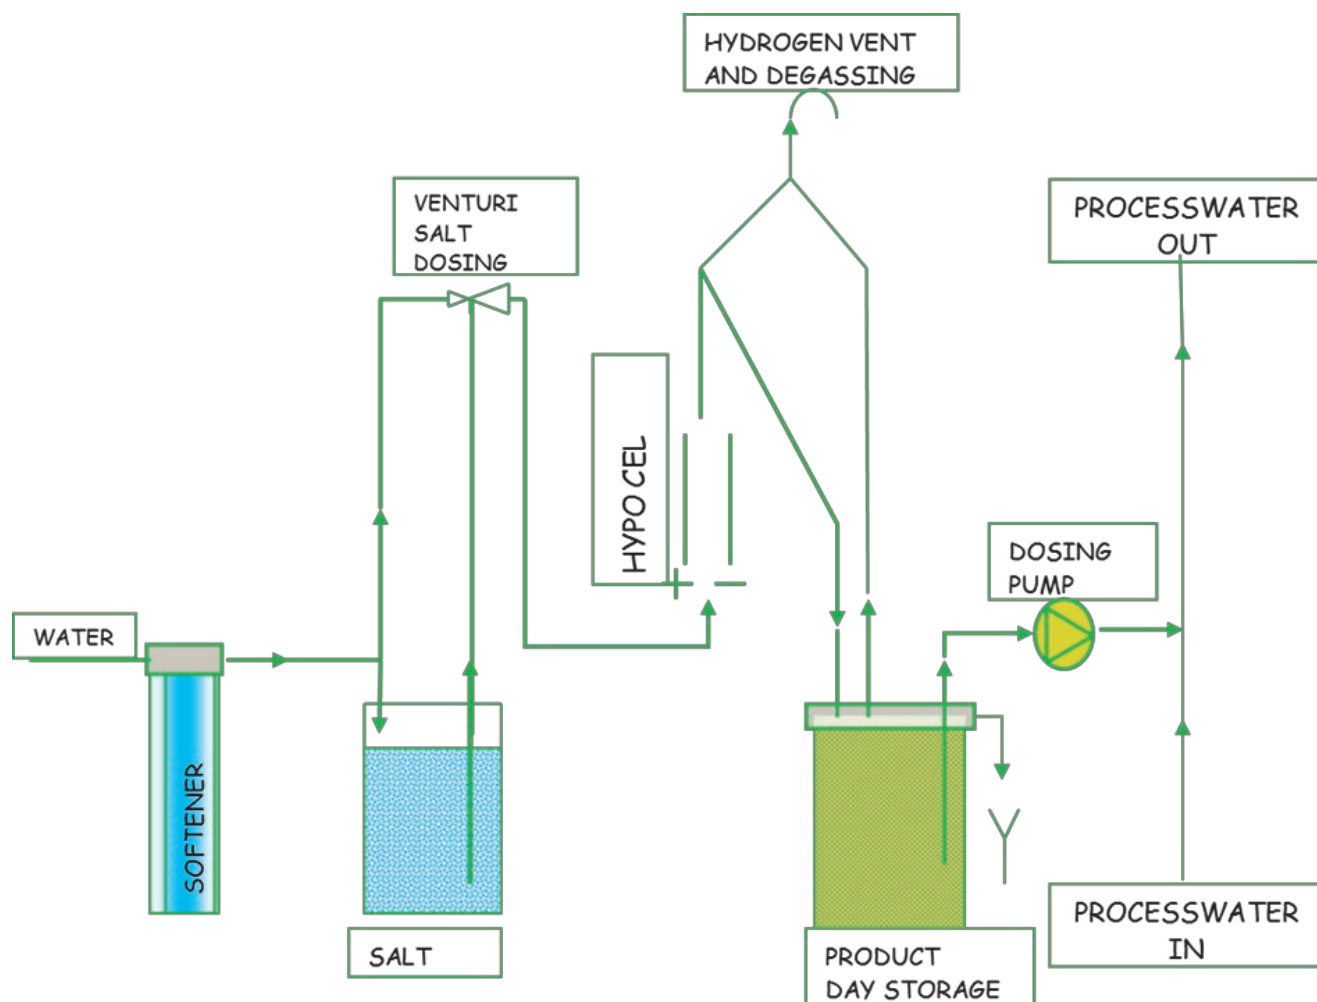 HYDROGEN VENT
AND DEGASSING
VENTURI
SALT
DOSING
PROCESSWATER
OUT
HYPO CEL
DOSING
PUMP
WATER
SOFTENER
SALT
PRODUCT
DAY STORAGE
PROCESSWATER
IN